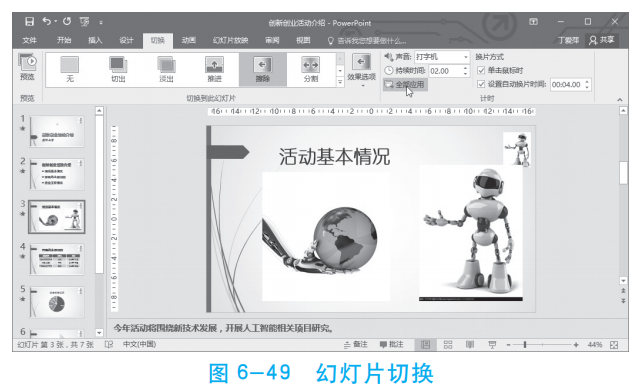 创新创业活动介绍 - PowerPoint
文件 开始 插入 设计 切换 动画 幻灯片放映 审阅 视图 告诉我您想要做什么... 丁爱萍 共享
声音: 打字机 换片方式
预览 无 切出 淡出 推进 擦除 分割 效果选项 持续时间: 02.00 单击鼠标时
全部应用 设置自动换片时间: 00:04.00
预览 切换到此幻灯片 计时
1
2
3
4
5
6
活动基本情况
今年活动将围绕新技术发展，开展人工智能相关项目研究。
幻灯片 第 3 张，共 7 张 中文(中国) 备注 批注 44%
图 6-49 幻灯片切换